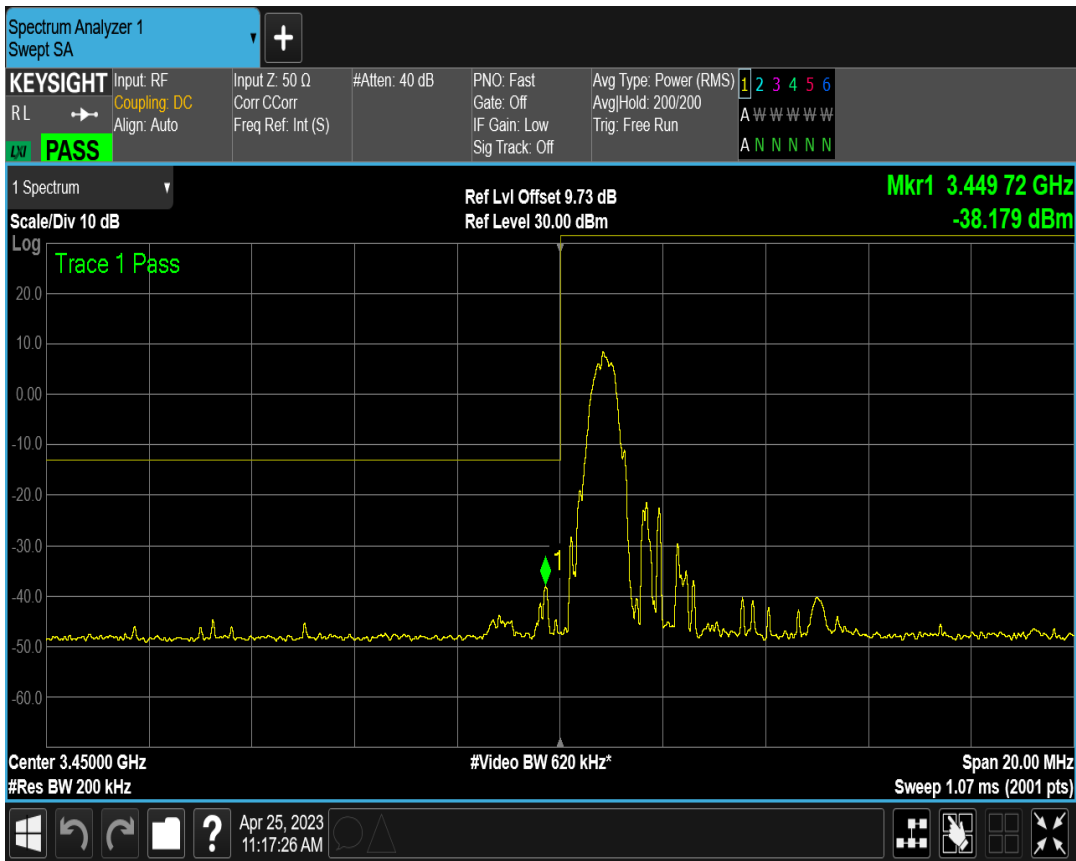 Spectrum Analyzer 1
Swept SA
+
KEYSIGHT
R L
LXI PASS
Input: RF
Coupling: DC
Align: Auto
Input Z: 50 Ω
Corr CCorr
Freq Ref: Int (S)
#Atten: 40 dB
PNO: Fast
Gate: Off
IF Gain: Low
Sig Track: Off
Avg Type: Power (RMS)
Avg|Hold: 200/200
Trig: Free Run
1 2 3 4 5 6
A W W W W W
A N N N N N
1 Spectrum
Scale/Div 10 dB
Ref Lvl Offset 9.73 dB
Ref Level 30.00 dBm
Mkr1 3.449 72 GHz
-38.179 dBm
Log
Trace 1 Pass
20.0
10.0
0.00
-10.0
-20.0
-30.0
1
-40.0
-50.0
-60.0
Center 3.45000 GHz
#Res BW 200 kHz
#Video BW 620 kHz*
Span 20.00 MHz
Sweep 1.07 ms (2001 pts)
?
Apr 25, 2023
11:17:26 AM